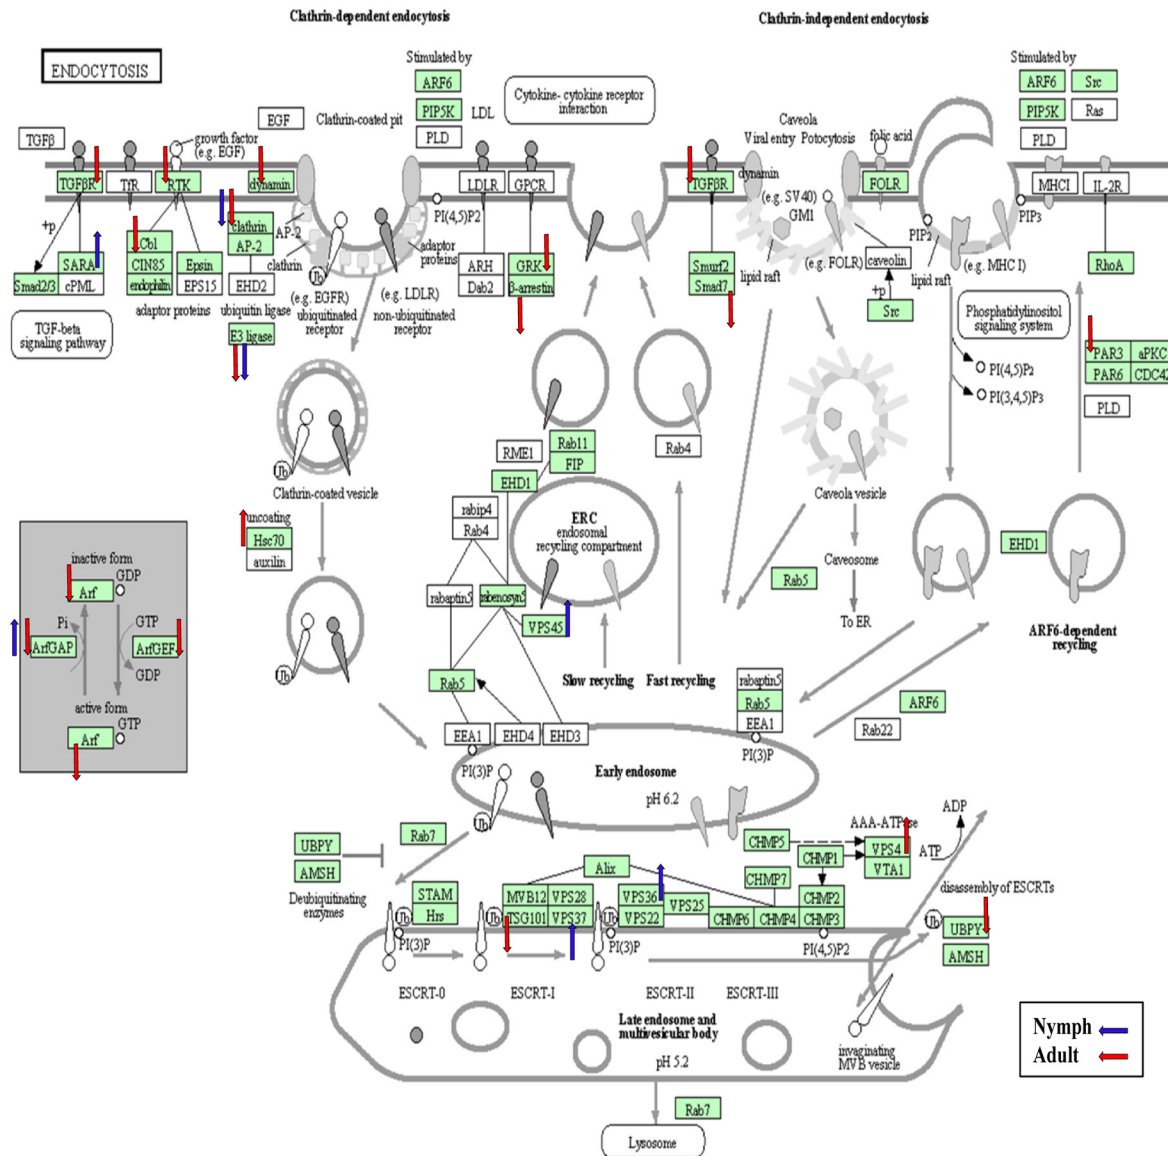 Clathrin-dependent endocytosis
Clathrin-independent endocytosis
ENDOCYTOSIS
Stimulated by
ARF6
PIP5K
PLD
LDL
Cytokine- cytokine receptor
interaction
Stimulated by
ARF6
Src
PIP5K
Ras
PLD
TGFβ
growth factor
(e.g. EGF)
EGF
Clathrin-coated pit
Caveola
Viral entry Potocytosis
folic acid
TGFβR
TfR
RTK
dynamin
LDLR
GPCR
TGFβR
dynamin
FOLR
MHCI
IL-2R
(e.g. SV40)
GM1
PI(4,5)P2
PIP3
PIP2
+p
clathrin
AP-2
EHD2
AP-2
clathrin
adaptor
proteins
SARA
Smad2/3
cPML
Cbl
CIN85
endophilin
Epsin
EPS15
adaptor proteins
ubiquitin ligase
E3 ligase
Ub
(e.g. EGFR)
ubiquitinated
receptor
(e.g. LDLR)
non-ubiquitinated
receptor
ARH
Dab2
GRK
β-arrestin
Smurf2
Smad7
lipid raft
(e.g. FOLR)
caveolin
+p
Src
lipid raft
(e.g. MHC I)
RhoA
TGF-beta
signaling pathway
Phosphatidylinositol
signaling system
PI(4,5)P2
PI(3,4,5)P3
PAR3
aPKC
PAR6
CDC42
PLD
Ub
Clathrin-coated vesicle
RME1
Rab11
FIP
EHD1
Rab4
Caveola vesicle
uncoating
Hsc70
auxilin
rabip4
Rab4
ERC
endosomal
recycling compartment
rabaptin5
rabenosyn5
VPS45
Caveosome
Rab5
To ER
EHD1
ARF6-dependent
recycling
inactive form
Arf
GDP
Pi
GTP
ArfGAP
ArfGEF
GDP
active form
GTP
Arf
Ub
Slow recycling
Fast recycling
Rab5
EEA1
EHD4
EHD3
PI(3)P
rabaptin5
Rab5
EEA1
PI(3)P
ARF6
Rab22
Early endosome
pH 6.2
Ub
Rab7
UBPY
AMSH
Deubiquitinating
enzymes
AAA-ATPase
ADP
ATP
CHMP5
CHMP1
VPS4
VTA1
CHMP7
CHMP2
Alix
STAM
Hrs
Ub
PI(3)P
MVB12
VPS28
TSG101
VPS37
Ub
VPS36
VPS22
VPS25
Ub
PI(3)P
CHMP6
CHMP4
CHMP3
PI(4,5)P2
disassembly of ESCRTs
Ub
UBPY
AMSH
ESCRT-0
ESCRT-I
ESCRT-II
ESCRT-III
Late endosome and
multivesicular body
pH 5.2
invaginating
MVB vesicle
Nymph
Adult
Rab7
Lysosome